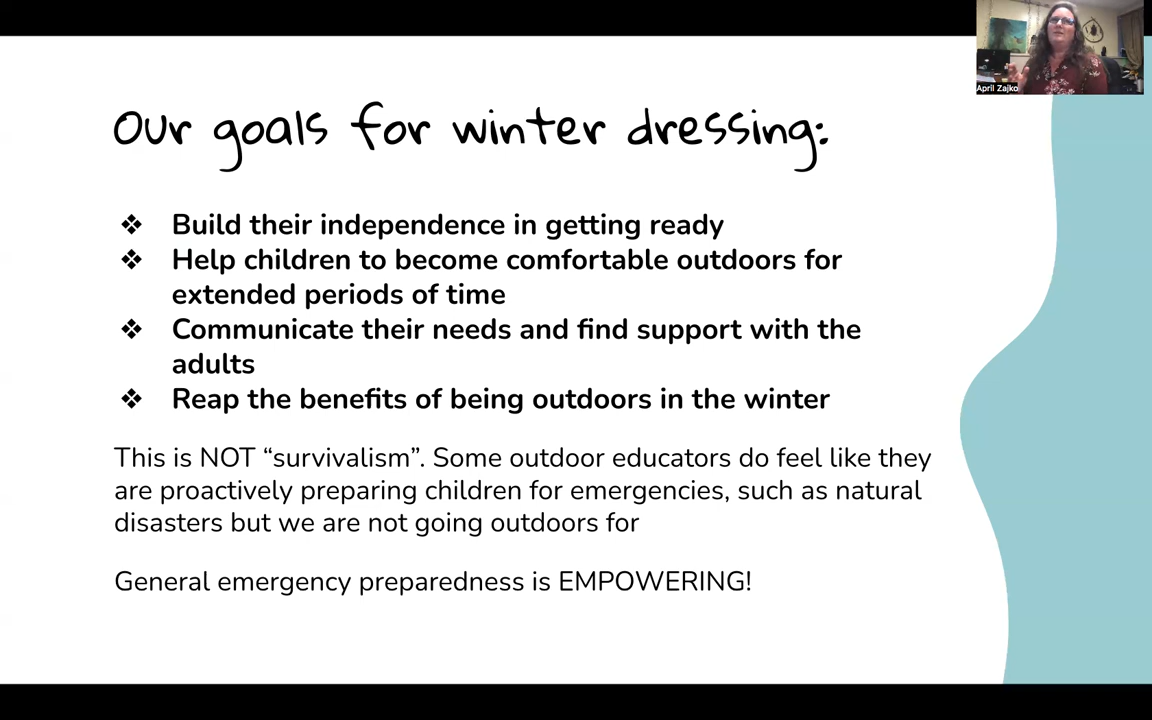 April Zajko
Our goals for winter dressing:
❖ Build their independence in getting ready
❖ Help children to become comfortable outdoors for
extended periods of time
❖ Communicate their needs and find support with the
adults
❖ Reap the benefits of being outdoors in the winter
This is NOT “survivalism”. Some outdoor educators do feel like they
are proactively preparing children for emergencies, such as natural
disasters but we are not going outdoors for
General emergency preparedness is EMPOWERING!